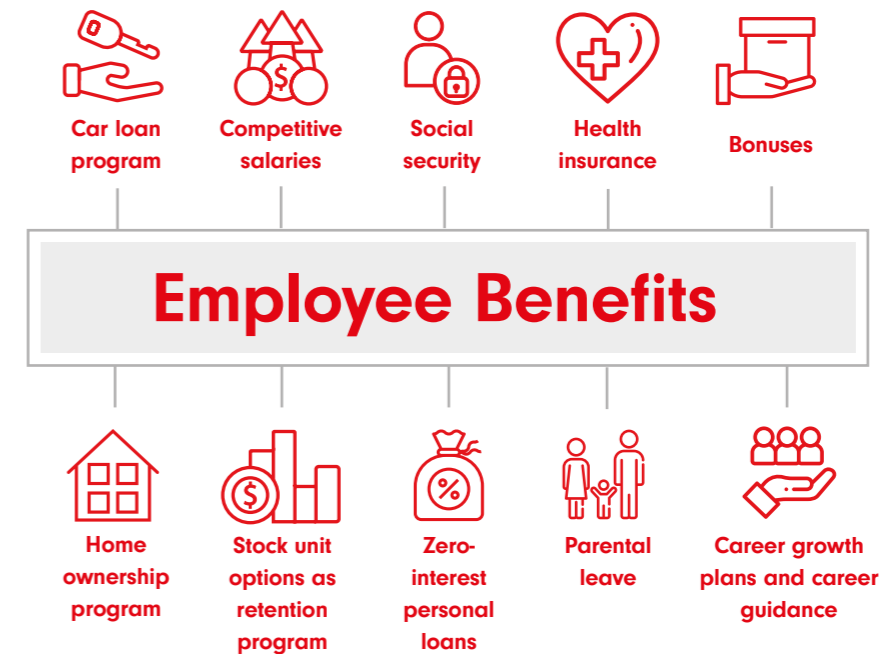 Car loan
program
Competitive
salaries
Social
security
Health
insurance
Bonuses
Employee Benefits
Home
ownership
program
Stock unit
options as
retention
program
Zero-
interest
personal
loans
Parental
leave
Career growth
plans and career
guidance